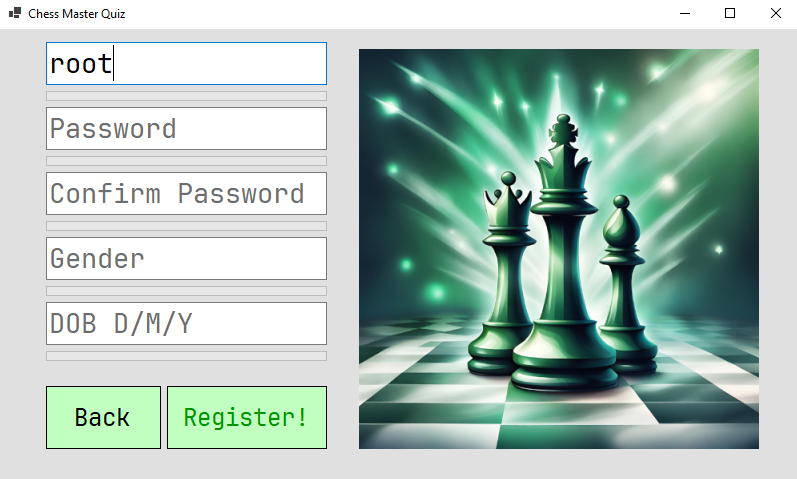 Chess Master Quiz
root
Password
Confirm Password
Gender
DOB D/M/Y
Back
Register!